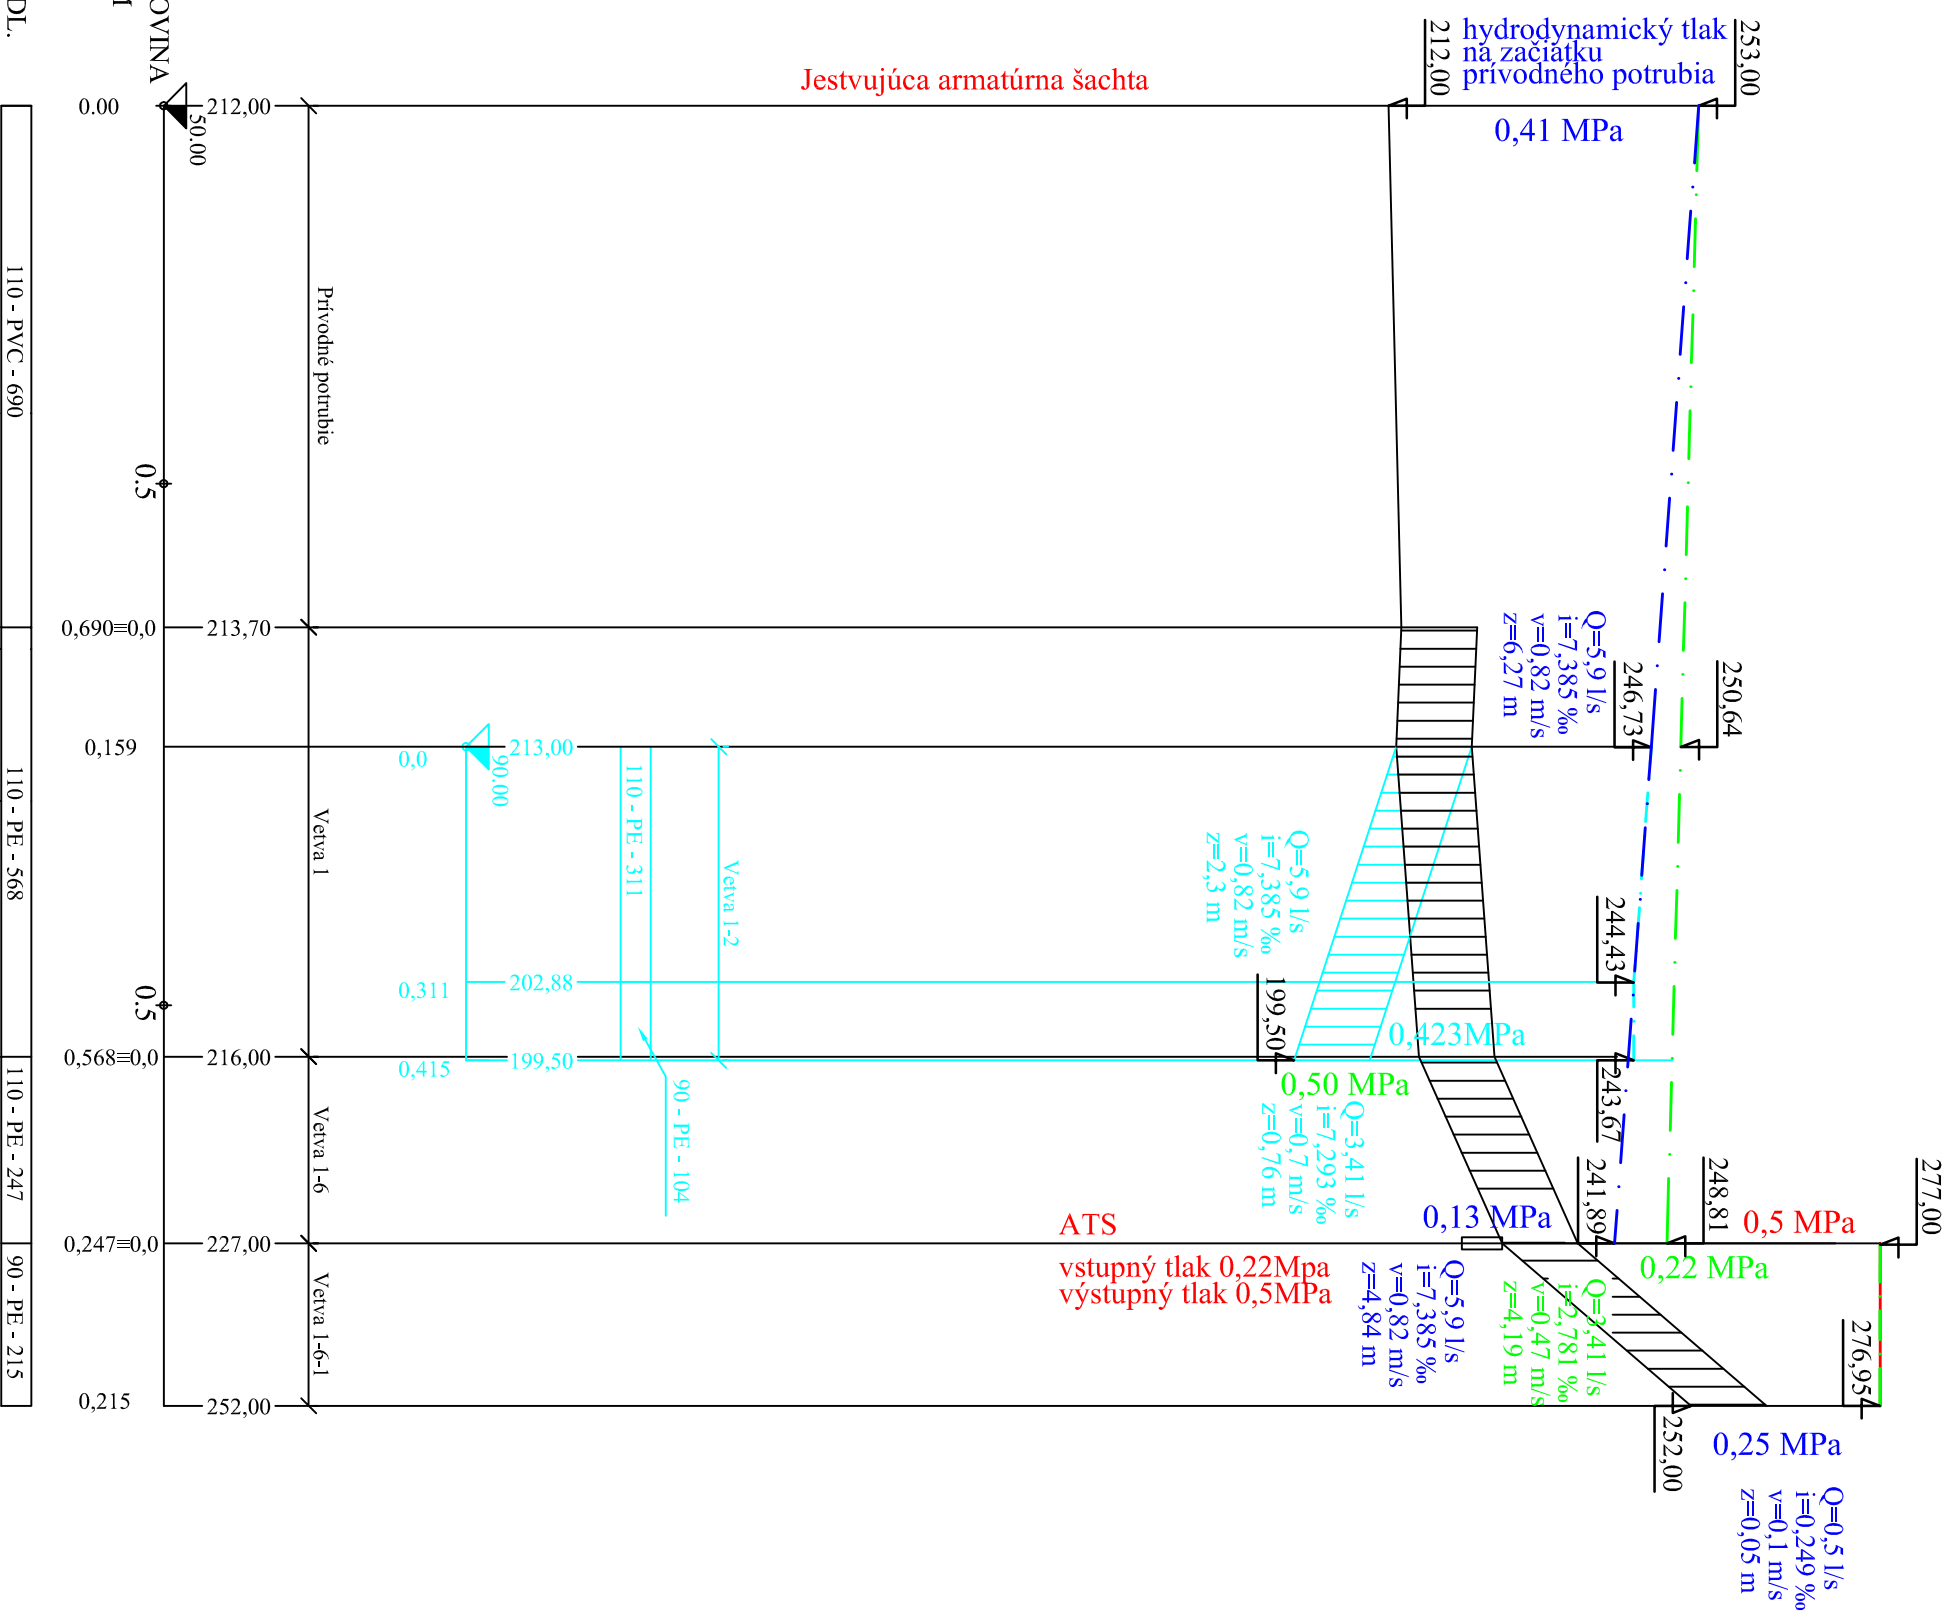 hydrodynamický tlak
na začiatku
prívodného potrubia
212,00
253,00
Jestvujúca armatúrna šachta
0,41 MPa
OVINA
DL.
0.00
50.00
212,00
110 - PVC - 690
Prívodné potrubie
0.5
0,690≡0,0
213,70
Q=5,9 l/s
i=7,385 ‰
v=0,82 m/s
z=6,27 m
246,73
250,64
0,159
0,0
213,00
90.00
110 - PE - 568
Vetva 1
110 - PE - 311
Vetva 1-2
Q=5,9 l/s
i=7,385 ‰
v=0,82 m/s
z=2,3 m
244,43
0,311
202,88
0.5
199,50
0,423MPa
0,568≡0,0
216,00
0,415
199,50
0,50 MPa
243,67
90 - PE - 104
Q=3,41 l/s
i=7,293 ‰
v=0,7 m/s
z=0,76 m
110 - PE - 247
Vetva 1-6
241,89
248,81
277,00
0,13 MPa
0,5 MPa
ATS
0,247≡0,0
227,00
vstupný tlak 0,22Mpa
výstupný tlak 0,5MPa
0,22 MPa
Q=5,9 l/s
i=7,385 ‰
v=0,82 m/s
z=4,84 m
Q=3,41 l/s
i=2,781 ‰
v=0,47 m/s
z=4,19 m
90 - PE - 215
Vetva 1-6-1
276,95
0,215
252,00
252,00
0,25 MPa
Q=0,5 l/s
i=0,249 ‰
v=0,1 m/s
z=0,05 m